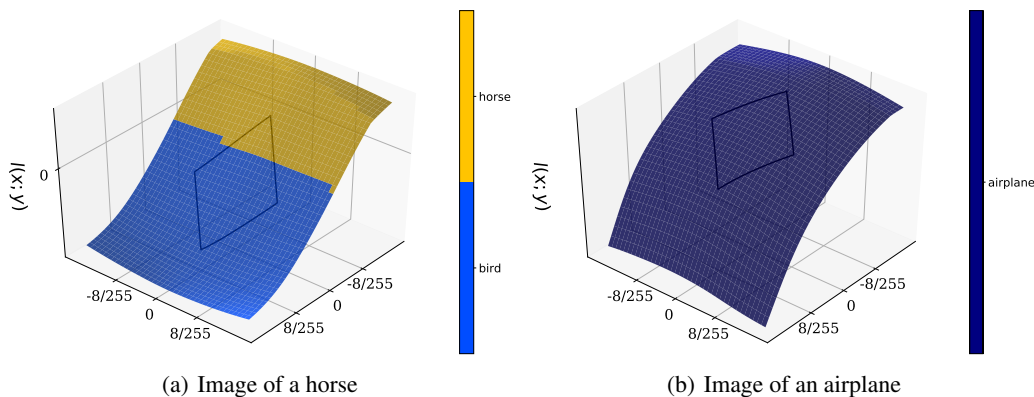 horse
bird
l(x; y)
0
-8/255
0
8/255
-8/255
0
8/255
(a) Image of a horse
airplane
l(x; y)
-8/255
0
8/255
-8/255
0
8/255
(b) Image of an airplane